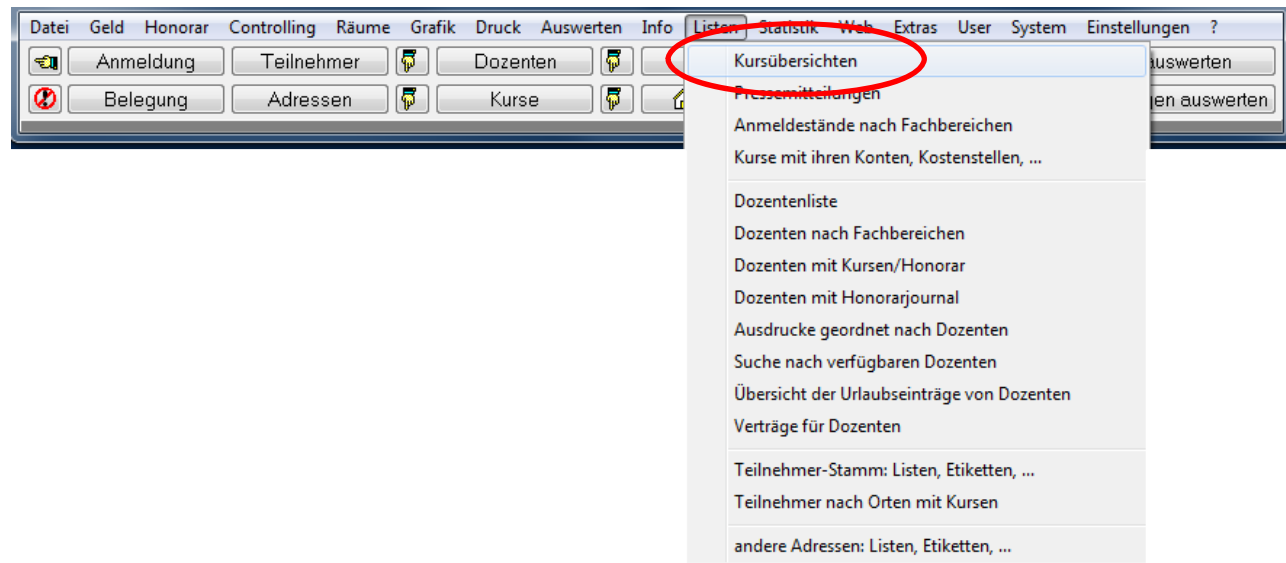 Datei Geld Honorar Controlling Räume Grafik Druck Auswerten Info Listen Statistik Web Extras User System Einstellungen ?
Anmeldung Teilnehmer Dozenten auswerten
Belegung Adressen Kurse gen auswerten
Kursübersichten
Pressemitteilungen
Anmeldestände nach Fachbereichen
Kurse mit ihren Konten, Kostenstellen, ...
Dozentenliste
Dozenten nach Fachbereichen
Dozenten mit Kursen/Honorar
Dozenten mit Honorarjournal
Ausdrucke geordnet nach Dozenten
Suche nach verfügbaren Dozenten
Übersicht der Urlaubseinträge von Dozenten
Verträge für Dozenten
Teilnehmer-Stamm: Listen, Etiketten, ...
Teilnehmer nach Orten mit Kursen
andere Adressen: Listen, Etiketten, ...